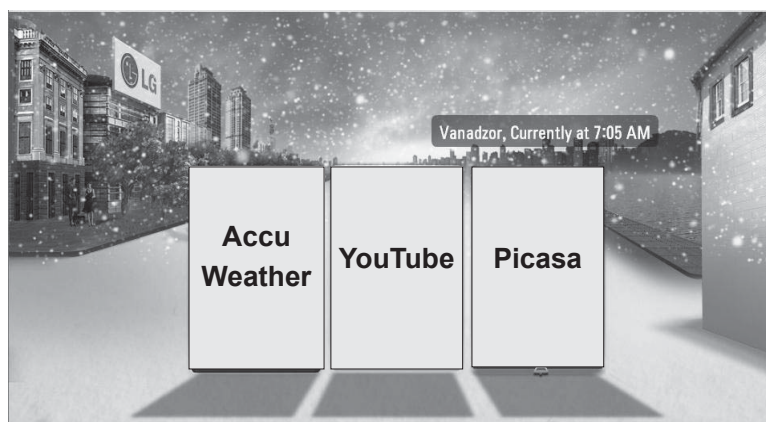 LG
Vanadzor, Currently at 7:05 AM
Accu
Weather
YouTube
Picasa